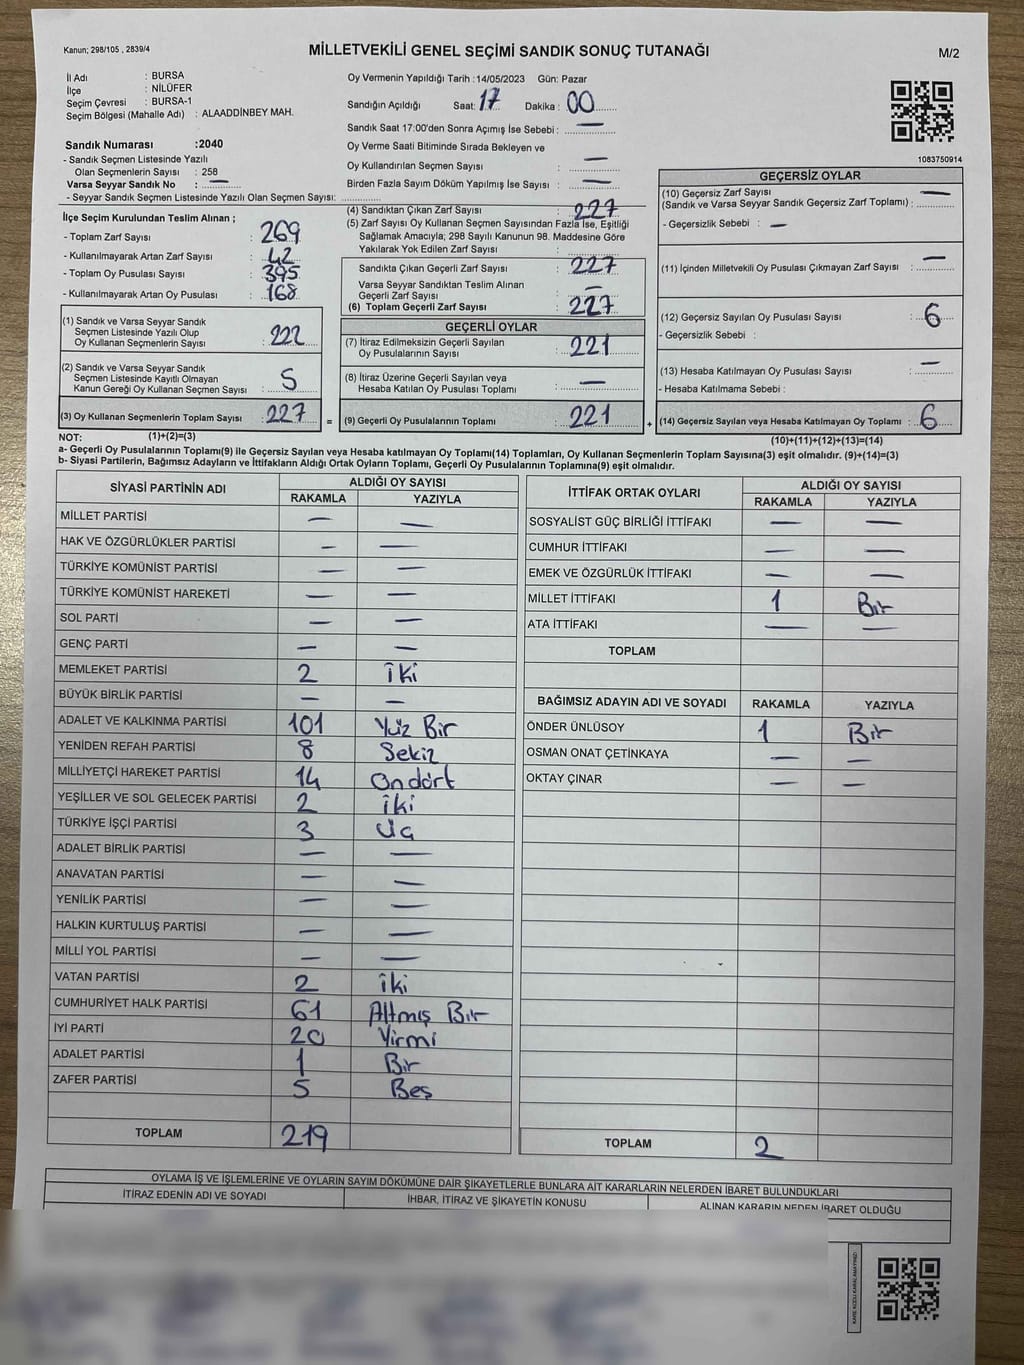 Kanun; 298/105 , 2839/4
MİLLETVEKİLİ GENEL SEÇİMİ SANDIK SONUÇ TUTANAĞI
M/2
İl Adı : BURSA
İlçe : NİLÜFER
Seçim Çevresi : BURSA-1
Seçim Bölgesi (Mahalle Adı) : ALAADDİNBEY MAH.
Sandık Numarası :2040
- Sandık Seçmen Listesinde Yazılı
Olan Seçmenlerin Sayısı : 258
Varsa Seyyar Sandık No : —
- Seyyar Sandık Seçmen Listesinde Yazılı Olan Seçmen Sayısı:
İlçe Seçim Kurulundan Teslim Alınan ;
- Toplam Zarf Sayısı : 269
- Kullanılmayarak Artan Zarf Sayısı : 42
- Toplam Oy Pusulası Sayısı : 395
- Kullanılmayarak Artan Oy Pusulası : 168
(1) Sandık ve Varsa Seyyar Sandık
Seçmen Listesinde Yazılı Olup
Oy Kullanan Seçmenlerin Sayısı : 222
(2) Sandık ve Varsa Seyyar Sandık
Seçmen Listesinde Kayıtlı Olmayan
Kanun Gereği Oy Kullanan Seçmen Sayısı : 5
(3) Oy Kullanan Seçmenlerin Toplam Sayısı : 227
=
Oy Vermenin Yapıldığı Tarih : 14/05/2023 Gün: Pazar
Sandığın Açıldığı Saat: 17 Dakika : 00
Sandık Saat 17:00'den Sonra Açımış İse Sebebi : —
Oy Verme Saati Bitiminde Sırada Bekleyen ve
Oy Kullandırılan Seçmen Sayısı : —
Birden Fazla Sayım Döküm Yapılmış İse Sayısı : —
(4) Sandıktan Çıkan Zarf Sayısı : 227
(5) Zarf Sayısı Oy Kullanan Seçmen Sayısından Fazla İse, Eşitliği
Sağlamak Amacıyla; 298 Sayılı Kanunun 98. Maddesine Göre
Yakılarak Yok Edilen Zarf Sayısı :
Sandıkta Çıkan Geçerli Zarf Sayısı : 227
Varsa Seyyar Sandıktan Teslim Alınan
Geçerli Zarf Sayısı : —
(6) Toplam Geçerli Zarf Sayısı : 227
GEÇERLİ OYLAR
(7) İtiraz Edilmeksizin Geçerli Sayılan
Oy Pusulalarının Sayısı : 221
(8) İtiraz Üzerine Geçerli Sayılan veya
Hesaba Katılan Oy Pusulası Toplamı : —
(9) Geçerli Oy Pusulalarının Toplamı : 221
+
1083750914
GEÇERSİZ OYLAR
(10) Geçersiz Zarf Sayısı —
(Sandık ve Varsa Seyyar Sandık Geçersiz Zarf Toplamı) :
- Geçersizlik Sebebi : —
(11) İçinden Milletvekili Oy Pusulası Çıkmayan Zarf Sayısı : —
(12) Geçersiz Sayılan Oy Pusulası Sayısı : 6
- Geçersizlik Sebebi :
(13) Hesaba Katılmayan Oy Pusulası Sayısı : —
- Hesaba Katılmama Sebebi :
(14) Geçersiz Sayılan veya Hesaba Katılmayan Oy Toplamı : 6
NOT: (1)+(2)=(3)
(10)+(11)+(12)+(13)=(14)
a- Geçerli Oy Pusulalarının Toplamı(9) ile Geçersiz Sayılan veya Hesaba katılmayan Oy Toplamı(14) Toplamları, Oy Kullanan Seçmenlerin Toplam Sayısına(3) eşit olmalıdır. (9)+(14)=(3)
b- Siyasi Partilerin, Bağımsız Adayların ve İttifakların Aldığı Ortak Oyların Toplamı, Geçerli Oy Pusulalarının Toplamına(9) eşit olmalıdır.
SİYASİ PARTİNİN ADI ALDIĞI OY SAYISI
RAKAMLA YAZIYLA
MİLLET PARTİSİ — —
HAK VE ÖZGÜRLÜKLER PARTİSİ — —
TÜRKİYE KOMÜNİST PARTİSİ — —
TÜRKİYE KOMÜNİST HAREKETİ — —
SOL PARTİ — —
GENÇ PARTİ — —
MEMLEKET PARTİSİ 2 İki
BÜYÜK BİRLİK PARTİSİ — —
ADALET VE KALKINMA PARTİSİ 101 Yüz Bir
YENİDEN REFAH PARTİSİ 8 Sekiz
MİLLİYETÇİ HAREKET PARTİSİ 14 Ondört
YEŞİLLER VE SOL GELECEK PARTİSİ 2 İki
TÜRKİYE İŞÇİ PARTİSİ 3 Üç
ADALET BİRLİK PARTİSİ — —
ANAVATAN PARTİSİ — —
YENİLİK PARTİSİ — —
HALKIN KURTULUŞ PARTİSİ — —
MİLLİ YOL PARTİSİ — —
VATAN PARTİSİ 2 İki
CUMHURİYET HALK PARTİSİ 61 Altmış Bir
İYİ PARTİ 20 Yirmi
ADALET PARTİSİ 1 Bir
ZAFER PARTİSİ 5 Beş
TOPLAM 219
İTTİFAK ORTAK OYLARI ALDIĞI OY SAYISI
RAKAMLA YAZIYLA
SOSYALİST GÜÇ BİRLİĞİ İTTİFAKI — —
CUMHUR İTTİFAKI — —
EMEK VE ÖZGÜRLÜK İTTİFAKI — —
MİLLET İTTİFAKI 1 Bir
ATA İTTİFAKI — —
TOPLAM
BAĞIMSIZ ADAYIN ADI VE SOYADI RAKAMLA YAZIYLA
ÖNDER ÜNLÜSOY 1 Bir
OSMAN ONAT ÇETİNKAYA — —
OKTAY ÇINAR — —
TOPLAM 2
OYLAMA İŞ VE İŞLEMLERİNE VE OYLARIN SAYIM DÖKÜMÜNE DAİR ŞİKAYETLERLE BUNLARA AİT KARARLARIN NELERDEN İBARET BULUNDUKLARI
İTİRAZ EDENİN ADI VE SOYADI İHBAR, İTİRAZ VE ŞİKAYETİN KONUSU ALINAN KARARIN NEDEN İBARET OLDUĞU